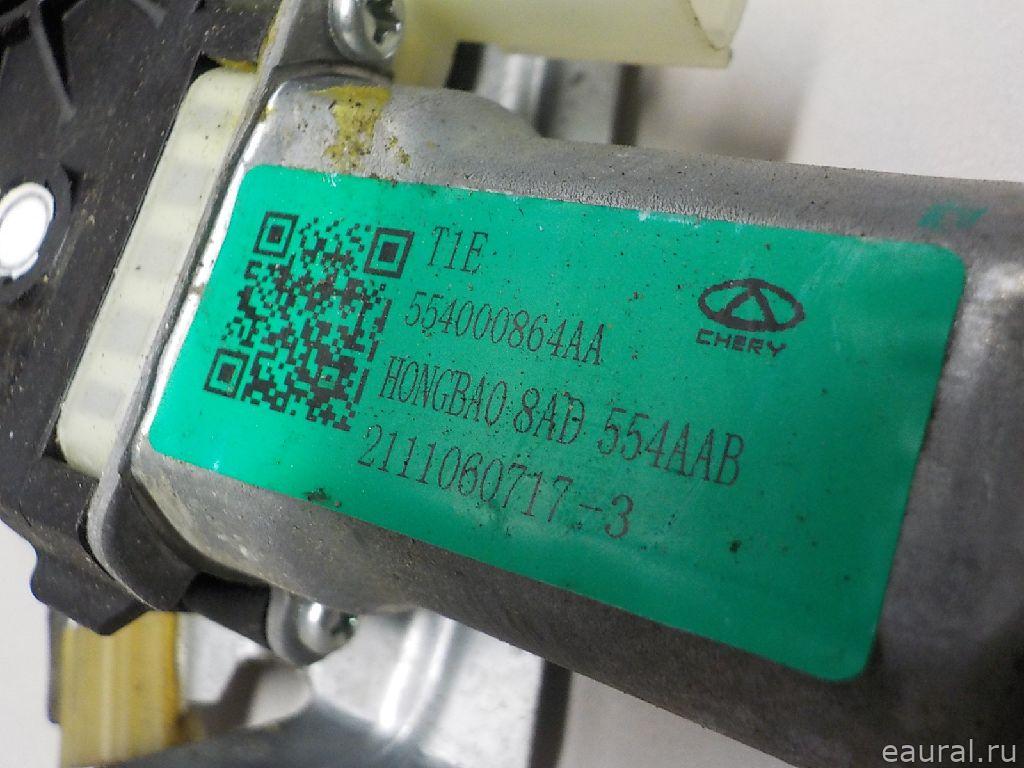 T1E
554000864AA
CHERY
HONGBAO 8AD 554AAB
2111060717-3
eaural.ru